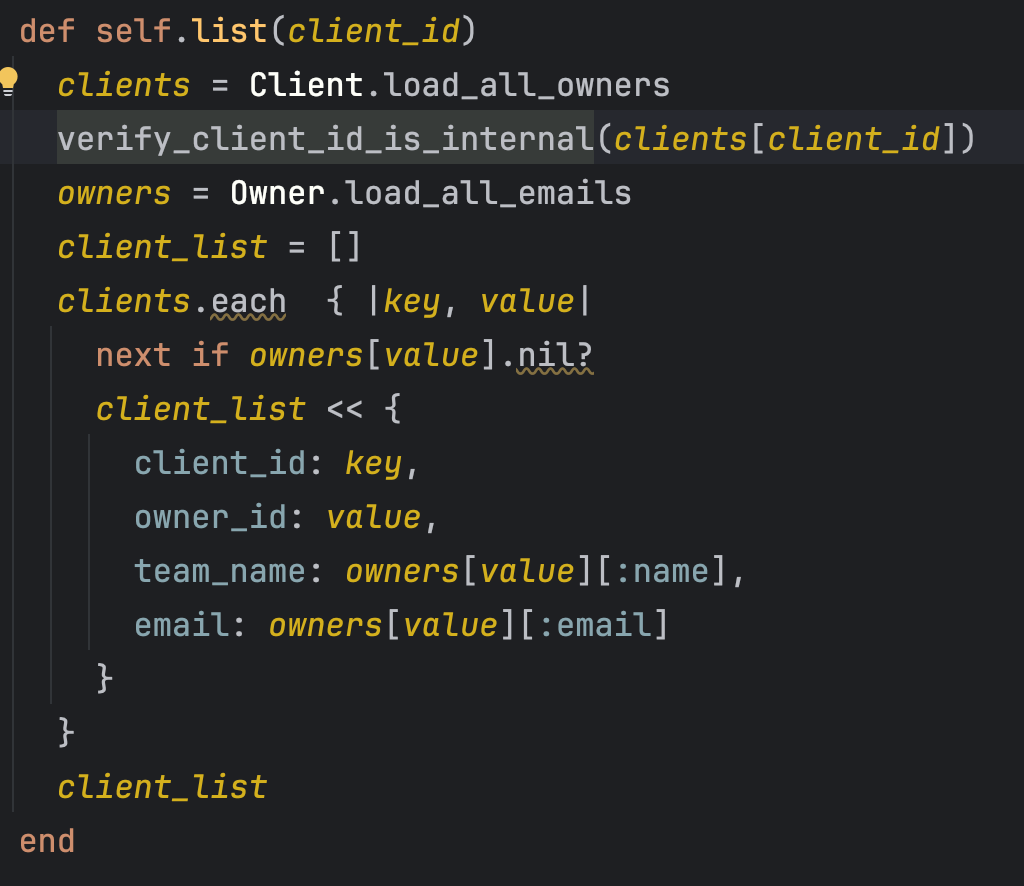 def self.list(client_id)
  clients = Client.load_all_owners
  verify_client_id_is_internal(clients[client_id])
  owners = Owner.load_all_emails
  client_list = []
  clients.each  { |key, value|
    next if owners[value].nil?
    client_list << {
      client_id: key,
      owner_id: value,
      team_name: owners[value][:name],
      email: owners[value][:email]
    }
  }
  client_list
end